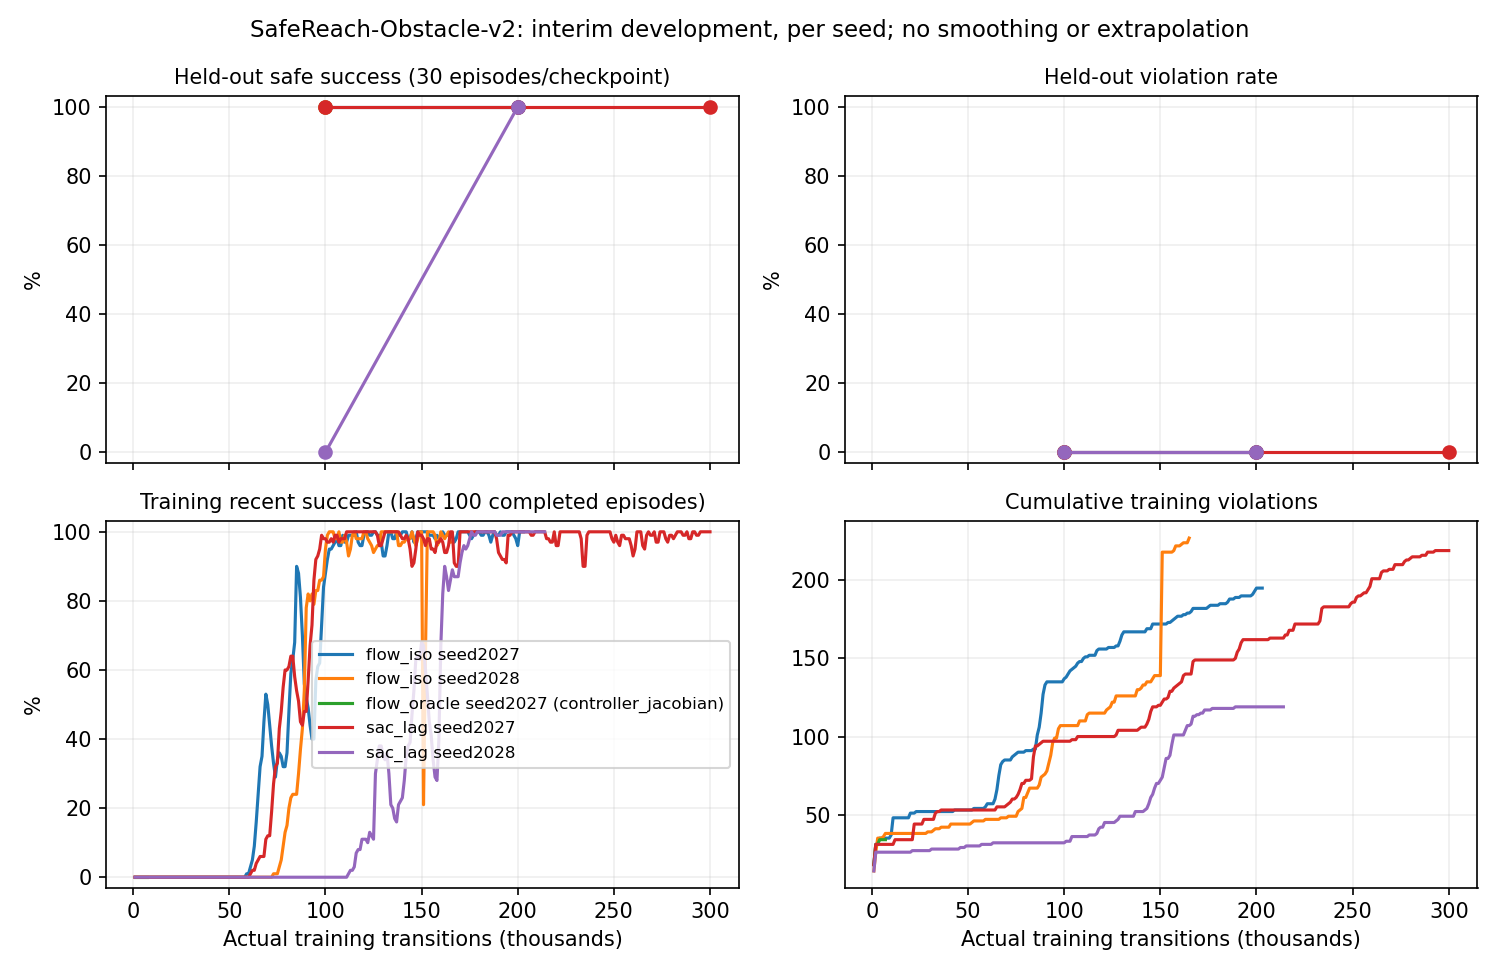 SafeReach-Obstacle-v2: interim development, per seed; no smoothing or extrapolation
Held-out safe success (30 episodes/checkpoint)
100
80
60
40
20
0
%
Held-out violation rate
100
80
60
40
20
0
%
Training recent success (last 100 completed episodes)
100
80
60
40
20
0
%
flow_iso seed2027
flow_iso seed2028
flow_oracle seed2027 (controller_jacobian)
sac_lag seed2027
sac_lag seed2028
0 50 100 150 200 250 300
Actual training transitions (thousands)
Cumulative training violations
200
150
100
50
0 50 100 150 200 250 300
Actual training transitions (thousands)